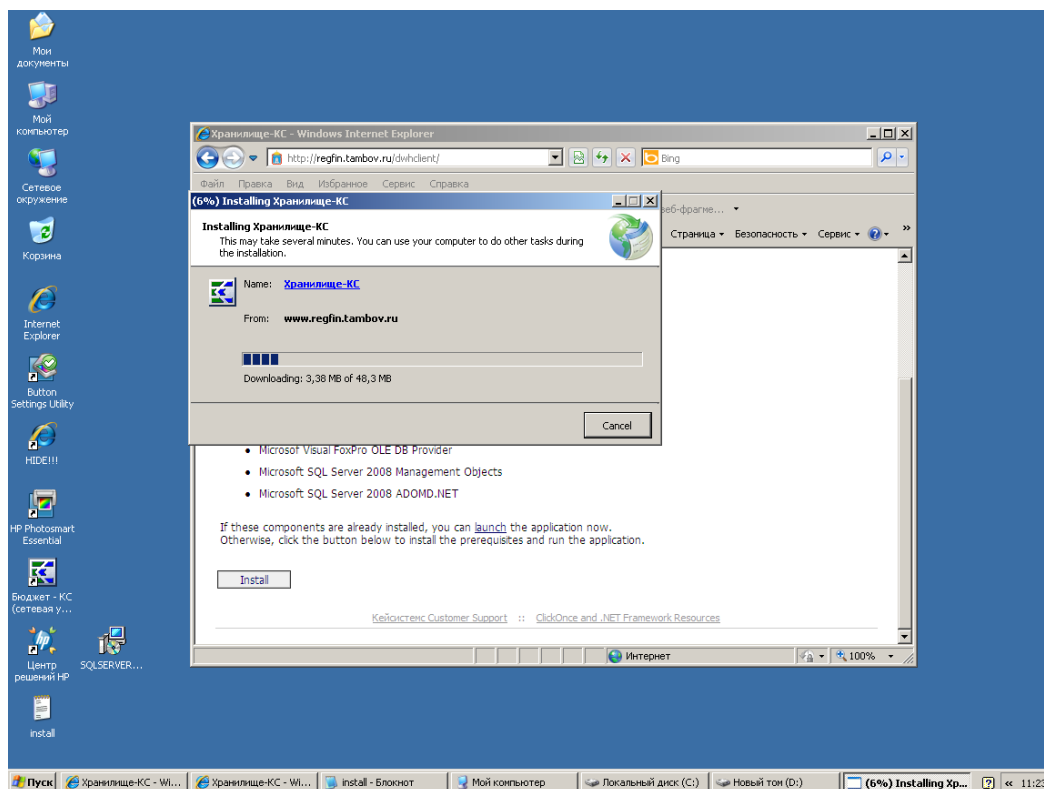 Мои
документы
Мой
компьютер
Сетевое
окружение
Корзина
Internet
Explorer
Button
Settings Utility
HIDE!!!
HP Photosmart
Essential
Бюджет - КС
(сетевая у...
Центр
решений HP
SQLSERVER...
install
Хранилище-КС - Windows Internet Explorer
http://regfin.tambov.ru/dwhclient/
Bing
Файл Правка Вид Избранное Сервис Справка
веб-фрагме...
Страница Безопасность Сервис »
(6%) Installing Хранилище-КС
Installing Хранилище-КС
This may take several minutes. You can use your computer to do other tasks during
the installation.
Name: Хранилище-КС
From: www.regfin.tambov.ru
Downloading: 3,38 MB of 48,3 MB
Cancel
• Microsof Visual FoxPro OLE DB Provider
• Microsoft SQL Server 2008 Management Objects
• Microsoft SQL Server 2008 ADOMD.NET
If these components are already installed, you can launch the application now.
Otherwise, click the button below to install the prerequisites and run the application.
Install
Кейсистемс Customer Support :: ClickOnce and .NET Framework Resources
Интернет 100%
Пуск Хранилище-КС - Wi... Хранилище-КС - Wi... install - Блокнот Мой компьютер Локальный диск (C:) Новый том (D:) (6%) Installing Хр... « 11:23